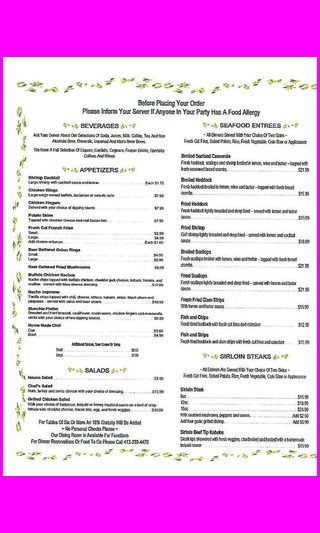 Before Placing Your Order
Please Inform Your Server If Anyone In Your Party Has A Food Allergy
BEVERAGES
Ask Your Server About Our Selections Of Soda, Juices, Milk, Coffee, Tea And Non
Alcoholic Beer, Domestic, Imported And Micro Brew Beers.
We Have A Full Selection Of Liquors, Cordials, Cognacs, Frozen Drinks, Specialty
Coffees And Wines
APPETIZERS
Shrimp Cocktail
Large shrimp with cocktail sauce and lemon Each $1.75
Chicken Wings
Large wings served buffalo, barbecue or teriyaki style $7.99
Chicken Fingers
Served with your choice of dipping sauce $7.99
Potato Skins
Topped with cheddar cheese and real bacon bits $7.99
Fresh Cut French Fries
Small $2.99
Large $4.99
Add cheese or bacon Each $1.00
Beer Battered Onion Rings
Small $4.99
Large $6.99
Beer Battered Fried Mushrooms $6.99
Buffalo Chicken Nachos
Nacho chips topped with buffalo chicken, cheddar jack cheese, lettuce, tomato, and
scallion, served with blue cheese dressing
Nacho Supreme
Tortilla chips topped with chili, cheese, lettuce, tomato, onion, black olives and
jalapenos, served with salsa and sour cream
Munchie Platter
Breaded and fried broccoli, cauliflower, mushrooms, chicken fingers and mozzarella
sticks with your choice of two dipping sauces
Home Made Chili
Cup $3.99
Bowl $4.99
Small
Large
SALADS
House Salad $3.99
Chef's Salad
Ham, turkey and swiss cheese with your choice of dressing $10.99
Grilled Chicken Salad
With your choice of barbecue, teriyaki or honey mustard sauce on a bed of crisp
lettuce with cheddar cheese, bacon bits, egg, and fresh veggies $10.99
For Tables Of Six Or More An 18% Gratuity Will Be Added
~ No Personal Checks Please ~
Our Dining Room Is Available For Functions
For Dinner Reservations Or Food To Go Please Call 413-339-4470
SEAFOOD ENTREES
~ All Dinners Served With Your Choice Of Two Sides ~
Fresh Cut Fries, Baked Potato, Rice, Fresh Vegetable, Cole Slaw or Applesauce
Broiled Seafood Casserole
Fresh haddock, scallops and shrimp broiled in lemon, wine and butter – topped with
fresh seasoned bread crumbs. $21.99
Broiled Haddock
Fresh haddock broiled in lemon, wine and butter – topped with fresh bread
crumbs. $15.99
Fried Haddock
Fresh haddock lightly breaded and deep fried – served with lemon and tartar
sauce $15.99
Fried Shrimp
Gulf shrimp lightly breaded and deep fried – served with lemon and cocktail
sauce $18.99
Broiled Scallops
Fresh scallops broiled with lemon, wine and butter – topped with fresh bread
crumbs. $21.99
Fried Scallops
Fresh scallops lightly breaded and deep fried – served with lemon and tartar
sauce $21.99
Fresh Fried Clam Strips
With lemon and tartar sauce $15.99
Fish and Chips
Fresh fried haddock with fresh cut fries and coleslaw $12.99
Fish and Strips
Fresh fried haddock and clam strips with fresh cut fries and coleslaw $15.99
SIRLOIN STEAKS
~ All Dinners Are Served With Your Choice Of Two Sides ~
Fresh Cut Fries, Baked Potato, Rice, Fresh Vegetable, Cole Slaw or Applesauce
Sirloin Steak
8oz $15.99
12oz $18.99
16oz $24.99
With sautéed mushrooms, peppers and onions Add $2.50
Add four gulf grilled shrimp Add $6.99
Sirloin Beef Tip Kabobs
Steak tips skewered with fresh veggies, charbroiled and basted with a homemade
teriyaki sauce $15.99